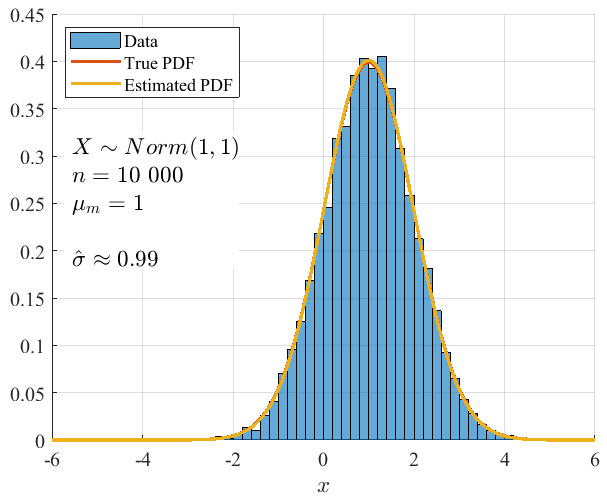 0.45
0.4
0.35
0.3
0.25
0.2
0.15
0.1
0.05
0
Data
True PDF
Estimated PDF
X ∼ Norm(1, 1)
n = 10 000
μ_m = 1
σ̂ ≈ 0.99
-6 -4 -2 0 2 4 6
x